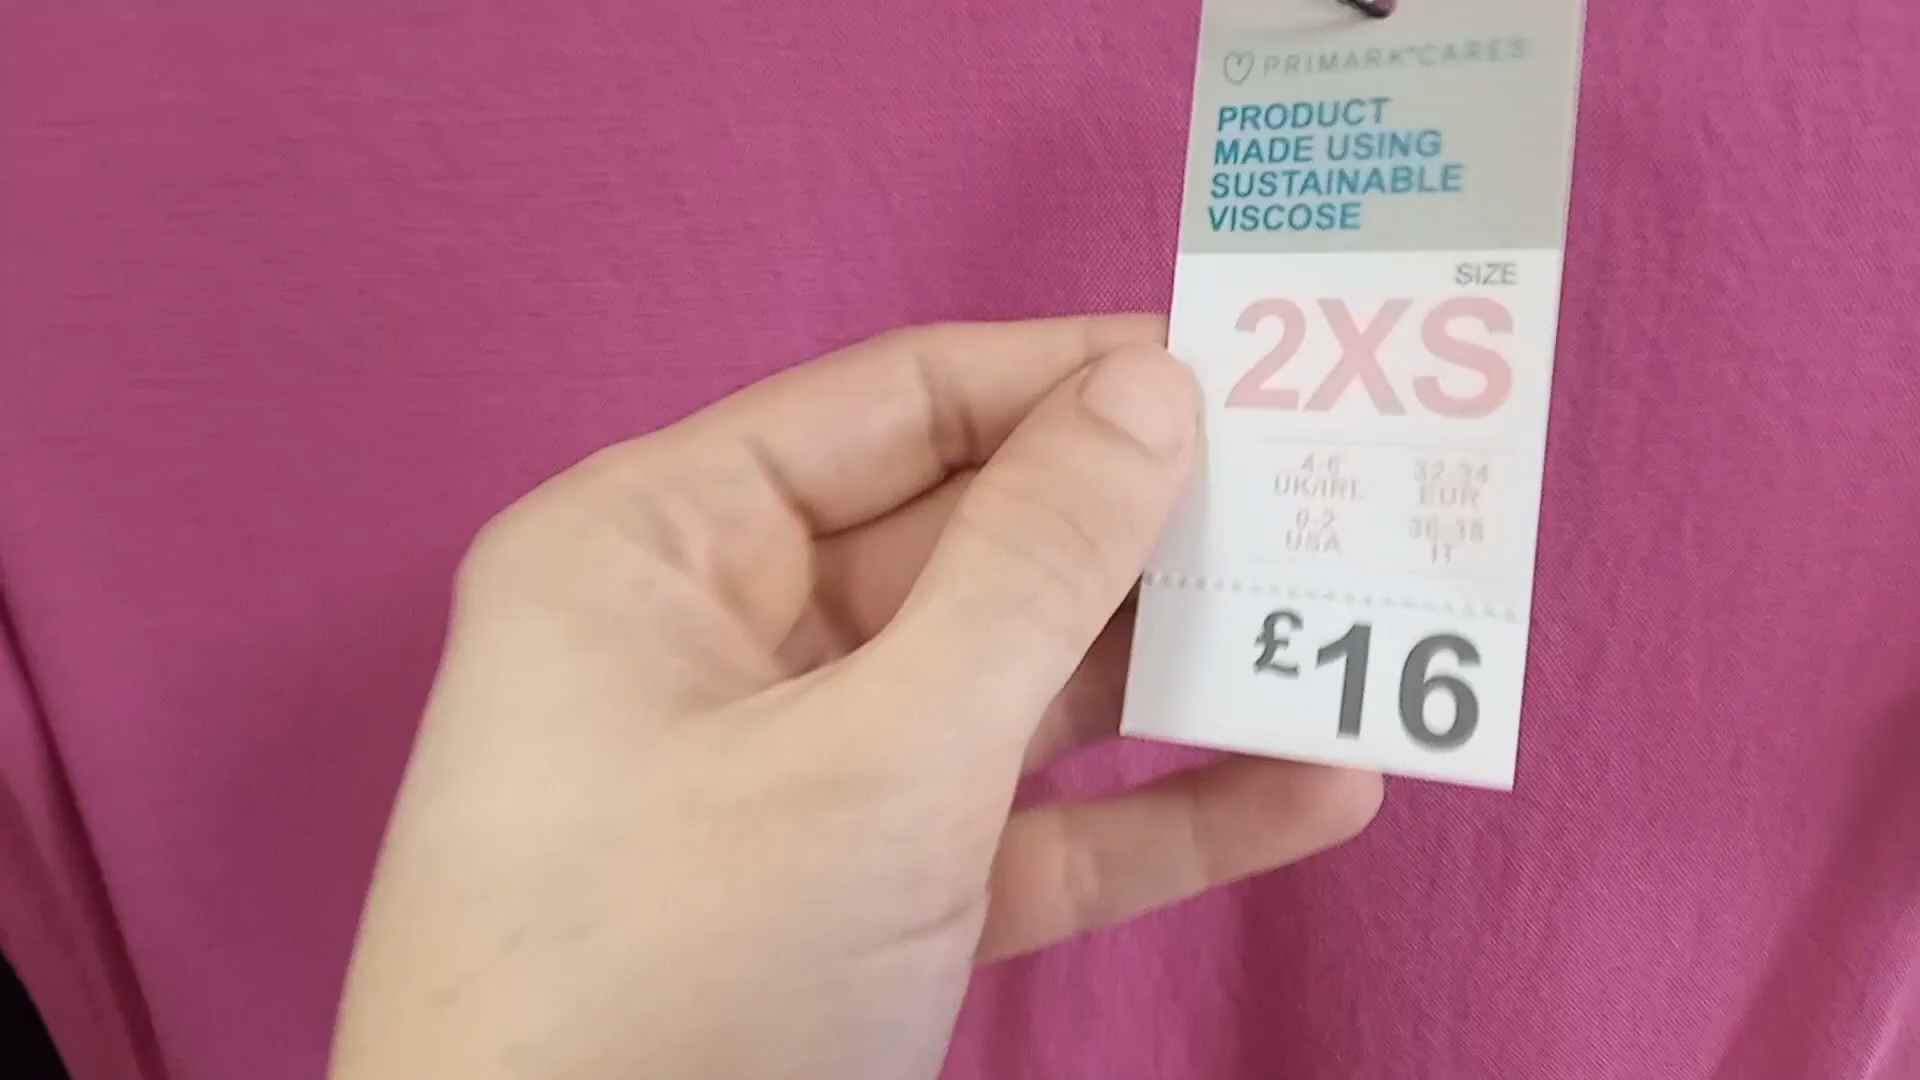 PRIMARK®CARES
PRODUCT
MADE USING
SUSTAINABLE
VISCOSE
SIZE
2XS
4-6 32-34
UK/IRL EUR
0-2 36-38
USA IT
£16